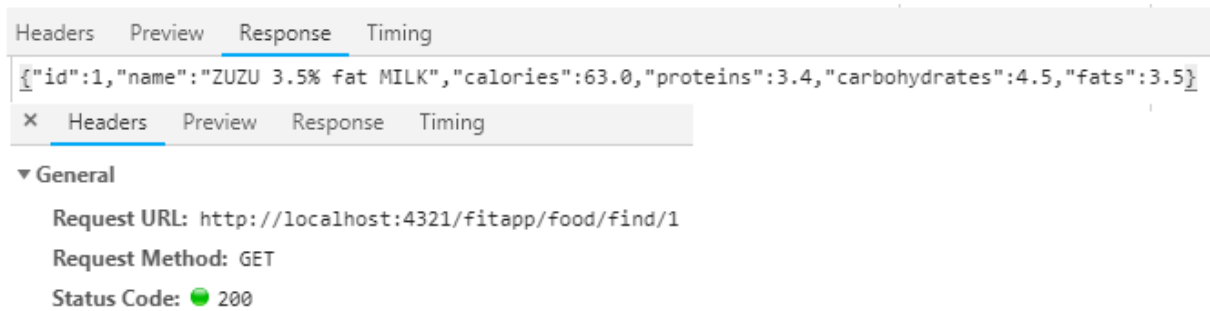 Headers Preview Response Timing
{"id":1,"name":"ZUZU 3.5% fat MILK","calories":63.0,"proteins":3.4,"carbohydrates":4.5,"fats":3.5}
× Headers Preview Response Timing
▼ General
Request URL: http://localhost:4321/fitapp/food/find/1
Request Method: GET
Status Code: 200